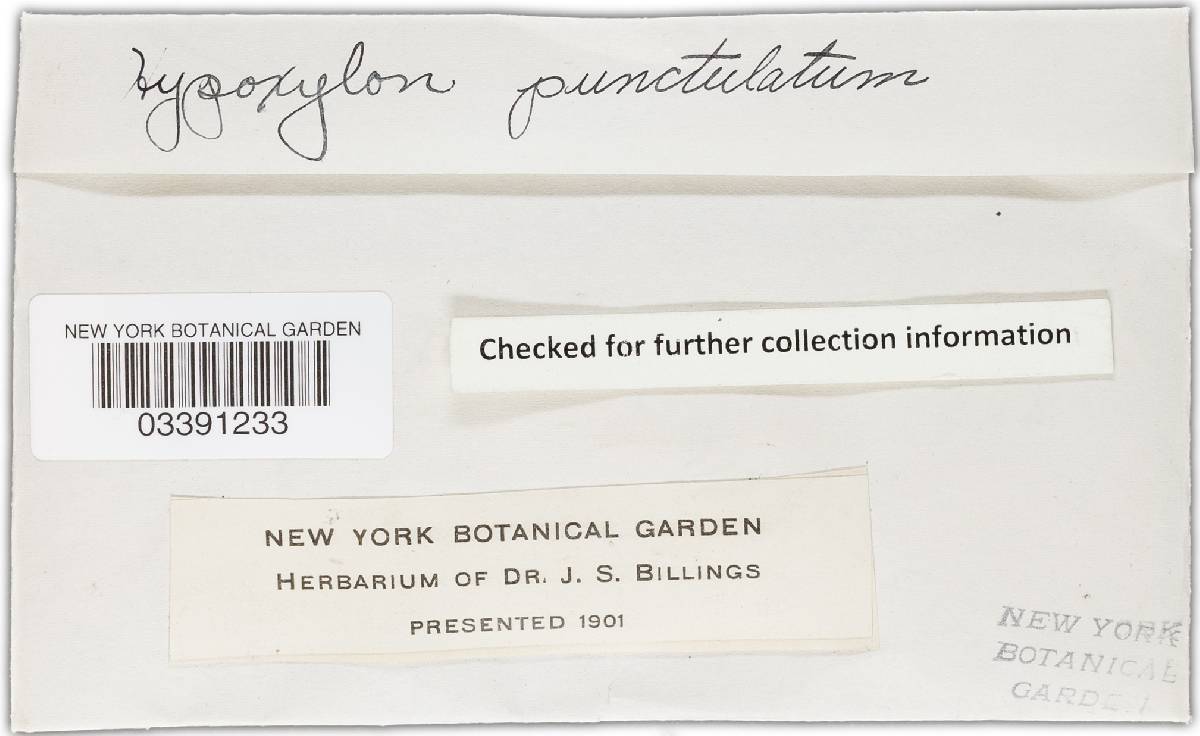 Hypoxylon punctulatum
NEW YORK BOTANICAL GARDEN
03391233
Checked for further collection information
NEW YORK BOTANICAL GARDEN
HERBARIUM OF DR. J. S. BILLINGS
PRESENTED 1901
NEW YORK
BOTANICAL
GARDEN